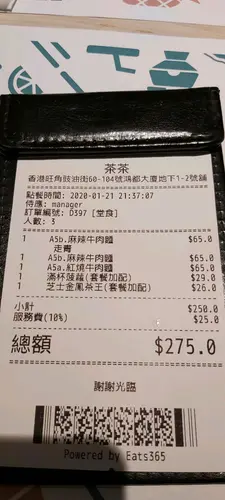 茶茶
香港旺角豉油街60-104號鴻都大廈地下1-2號舖
點餐時間: 2020-01-21 21:37:07
侍應: manager
訂單編號: D397 [堂食]
人數: 3
1 A5b.麻辣牛肉麵 $65.0
走青
1 A5b.麻辣牛肉麵 $65.0
1 A5a.紅燒牛肉麵 $65.0
1 滿杯菠蘿(套餐加配) $29.0
1 芝士金鳳茶王(套餐加配) $26.0
小計 $250.0
服務費(10%) $25.0
總額 $275.0
謝謝光臨
Powered by Eats365